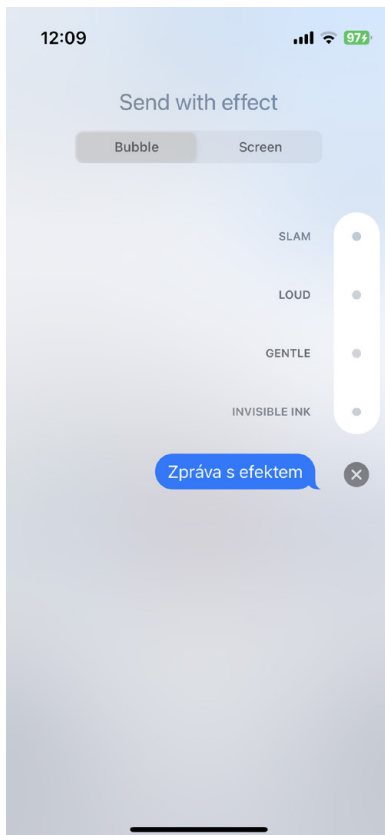 12:09
97
Send with effect
Bubble
Screen
SLAM
LOUD
GENTLE
INVISIBLE INK
Zpráva s efektem